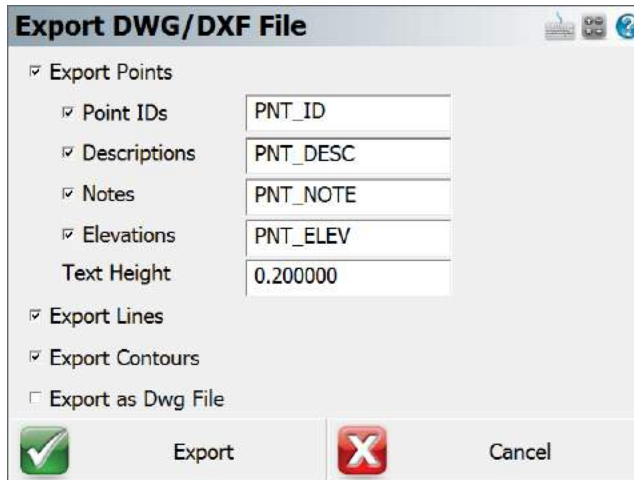 Export DWG/DXF File
Export Points
Point IDs PNT_ID
Descriptions PNT_DESC
Notes PNT_NOTE
Elevations PNT_ELEV
Text Height 0.200000
Export Lines
Export Contours
Export as Dwg File
Export Cancel